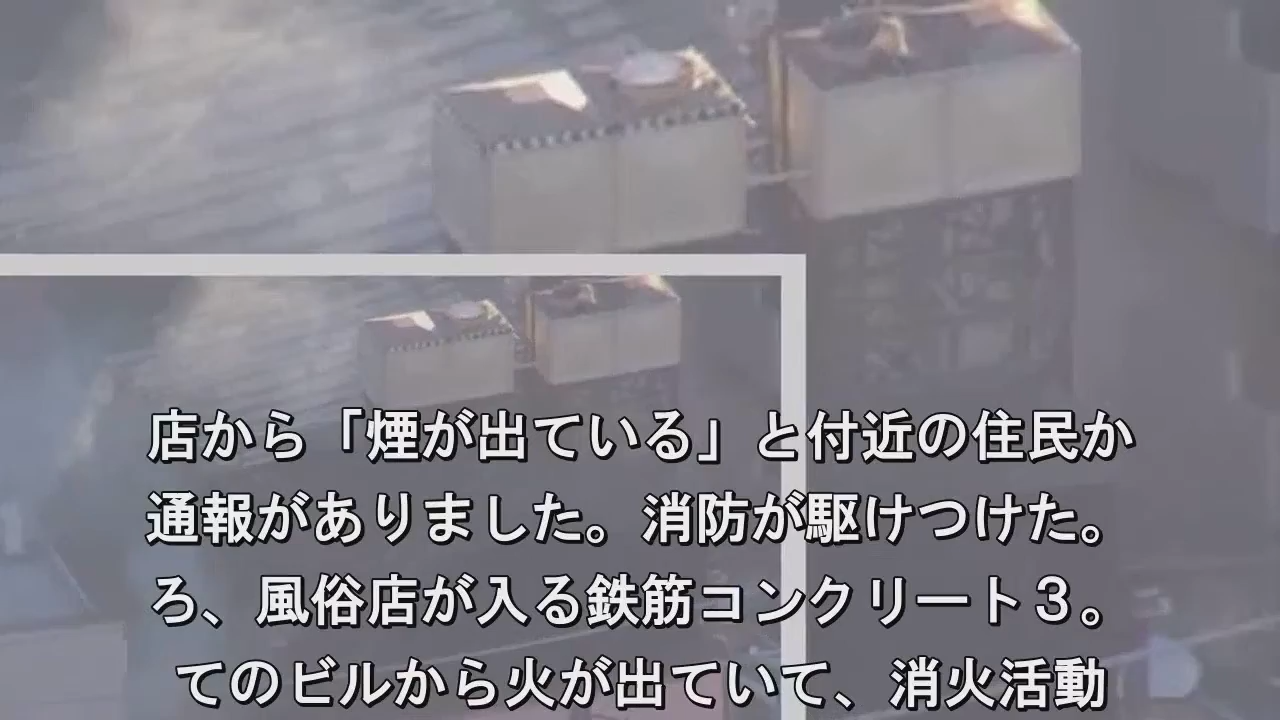 店から「煙が出ている」と付近の住民か
通報がありました。消防が駆けつけた。
ろ、風俗店が入る鉄筋コンクリート３。
てのビルから火が出ていて、消火活動